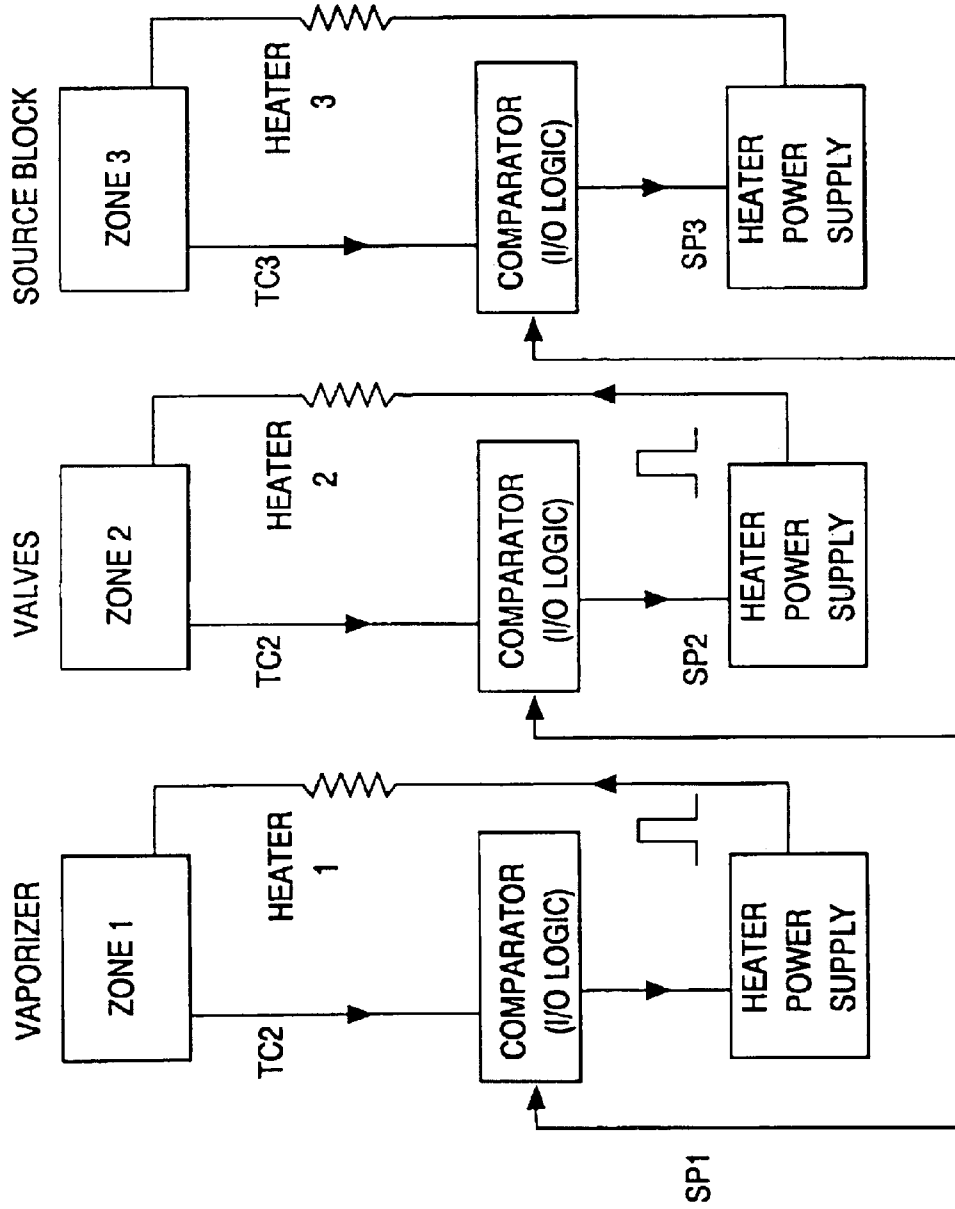 VAPORIZER
ZONE 1
TC2
HEATER
1
COMPARATOR
(I/O LOGIC)
SP1
HEATER
POWER
SUPPLY
VALVES
ZONE 2
TC2
HEATER
2
COMPARATOR
(I/O LOGIC)
SP2
HEATER
POWER
SUPPLY
SOURCE BLOCK
ZONE 3
TC3
HEATER
3
COMPARATOR
(I/O LOGIC)
SP3
HEATER
POWER
SUPPLY